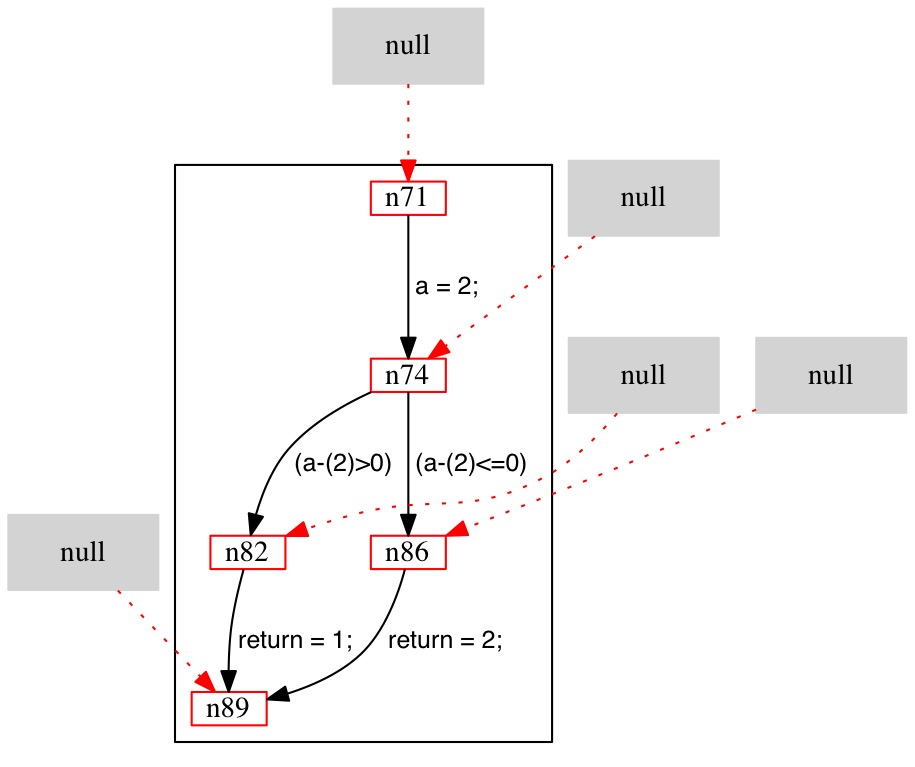 null
n71
null
a = 2;
n74
null
null
(a-(2)>0)
(a-(2)<=0)
null
n82
n86
return = 1;
return = 2;
n89